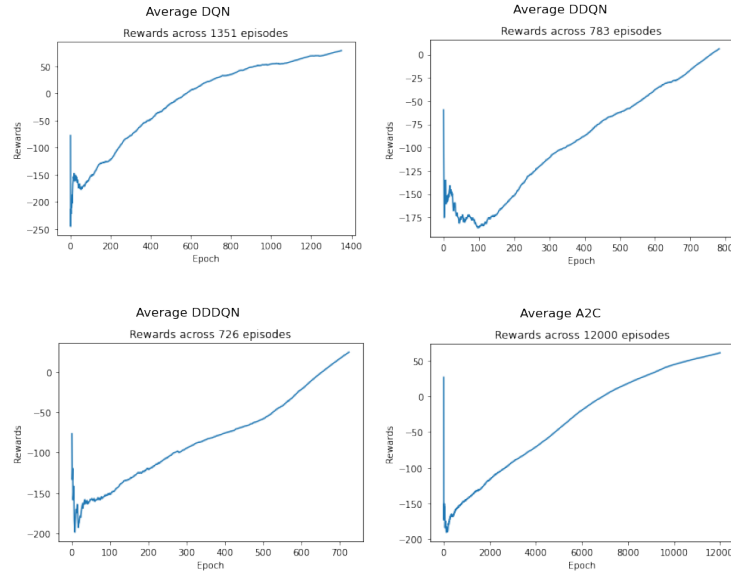 Average DQN
Rewards across 1351 episodes
50
0
−50
−100
−150
−200
−250
Rewards
0 200 400 600 800 1000 1200 1400
Epoch
Average DDQN
Rewards across 783 episodes
0
−25
−50
−75
−100
−125
−150
−175
Rewards
0 100 200 300 400 500 600 700 800
Epoch
Average DDDQN
Rewards across 726 episodes
0
−50
−100
−150
−200
Rewards
0 100 200 300 400 500 600 700
Epoch
Average A2C
Rewards across 12000 episodes
50
0
−50
−100
−150
−200
Rewards
0 2000 4000 6000 8000 10000 12000
Epoch